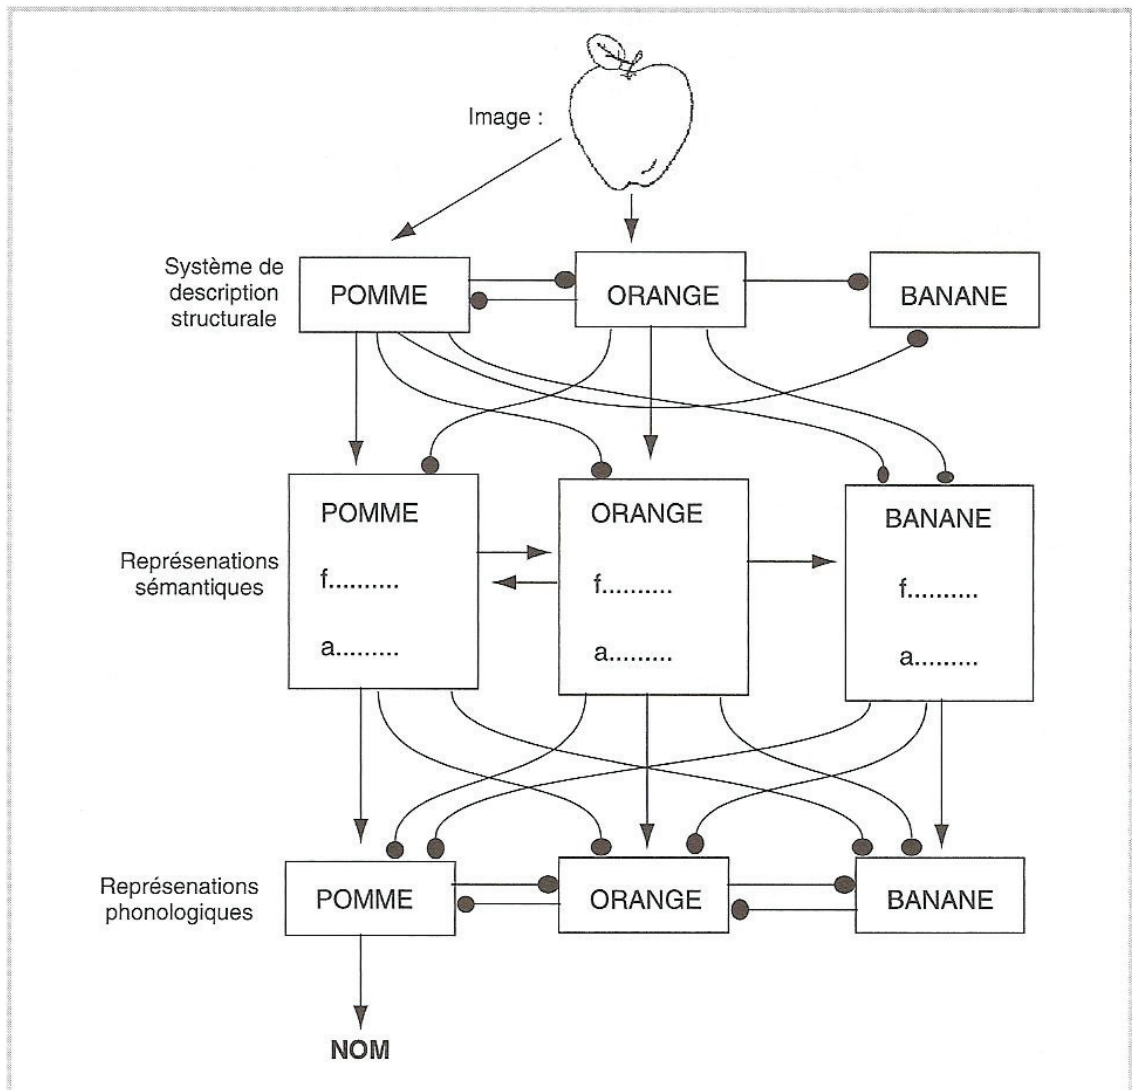 Image :
Système de
description
structurale
POMME
ORANGE
BANANE
Représenations
sémantiques
POMME
f..........
a.........
ORANGE
f..........
a.........
BANANE
f..........
a.........
Représenations
phonologiques
POMME
ORANGE
BANANE
NOM